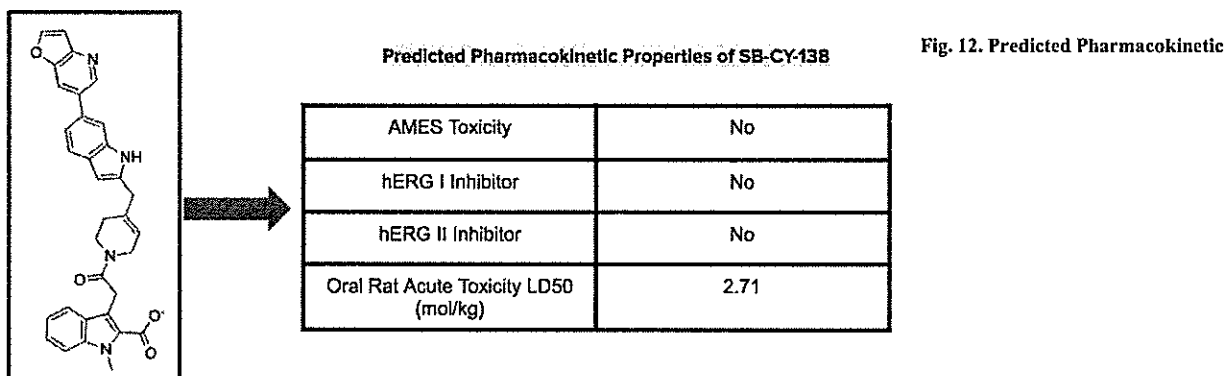 O
N
NH
N
O
O-
O
N
Predicted Pharmacokinetic Properties of SB-CY-138
AMES Toxicity No
hERG I Inhibitor No
hERG II Inhibitor No
Oral Rat Acute Toxicity LD50 2.71
(mol/kg)
Fig. 12. Predicted Pharmacokinetic